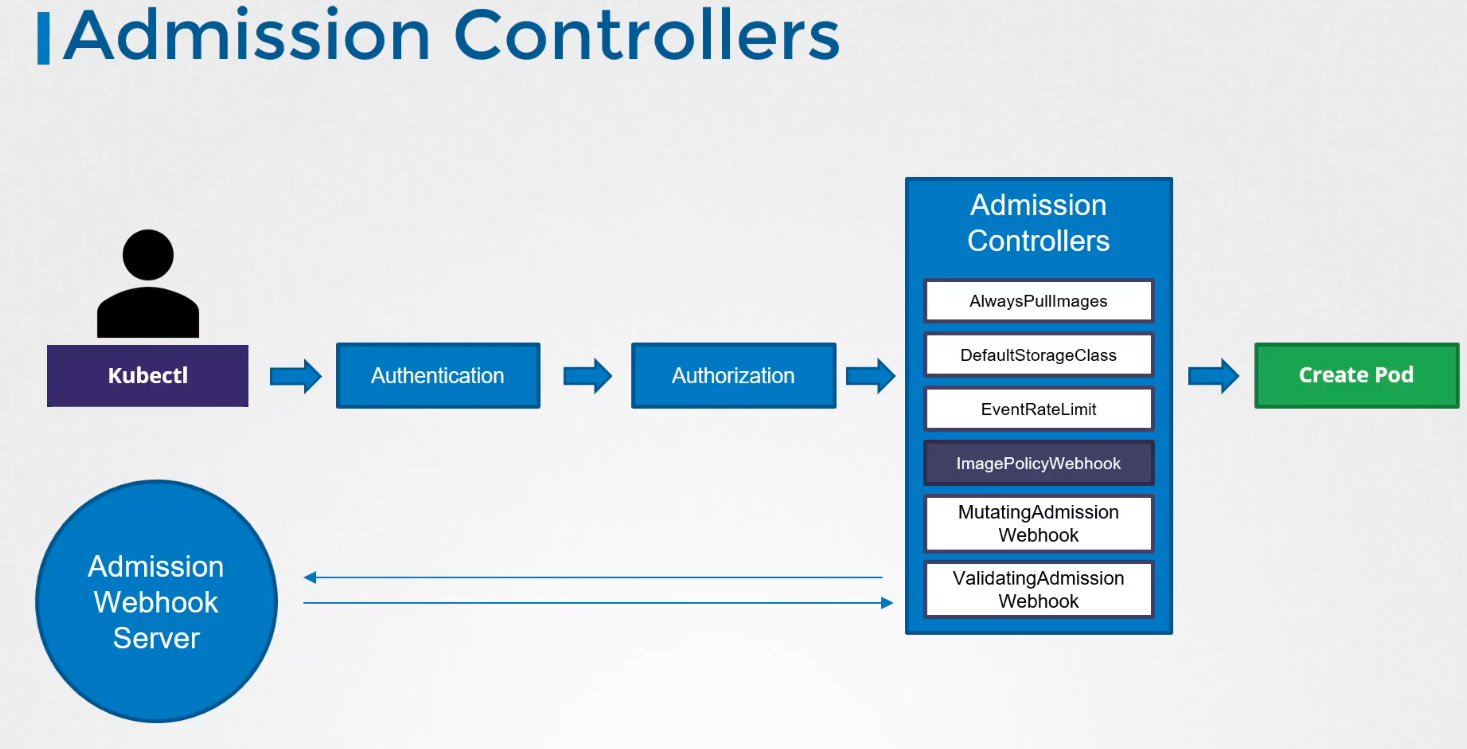 Admission Controllers
Admission
Controllers
AlwaysPullImages
DefaultStorageClass
EventRateLimit
ImagePolicyWebhook
MutatingAdmission
Webhook
ValidatingAdmission
Webhook
Kubectl
Authentication
Authorization
Create Pod
Admission
Webhook
Server